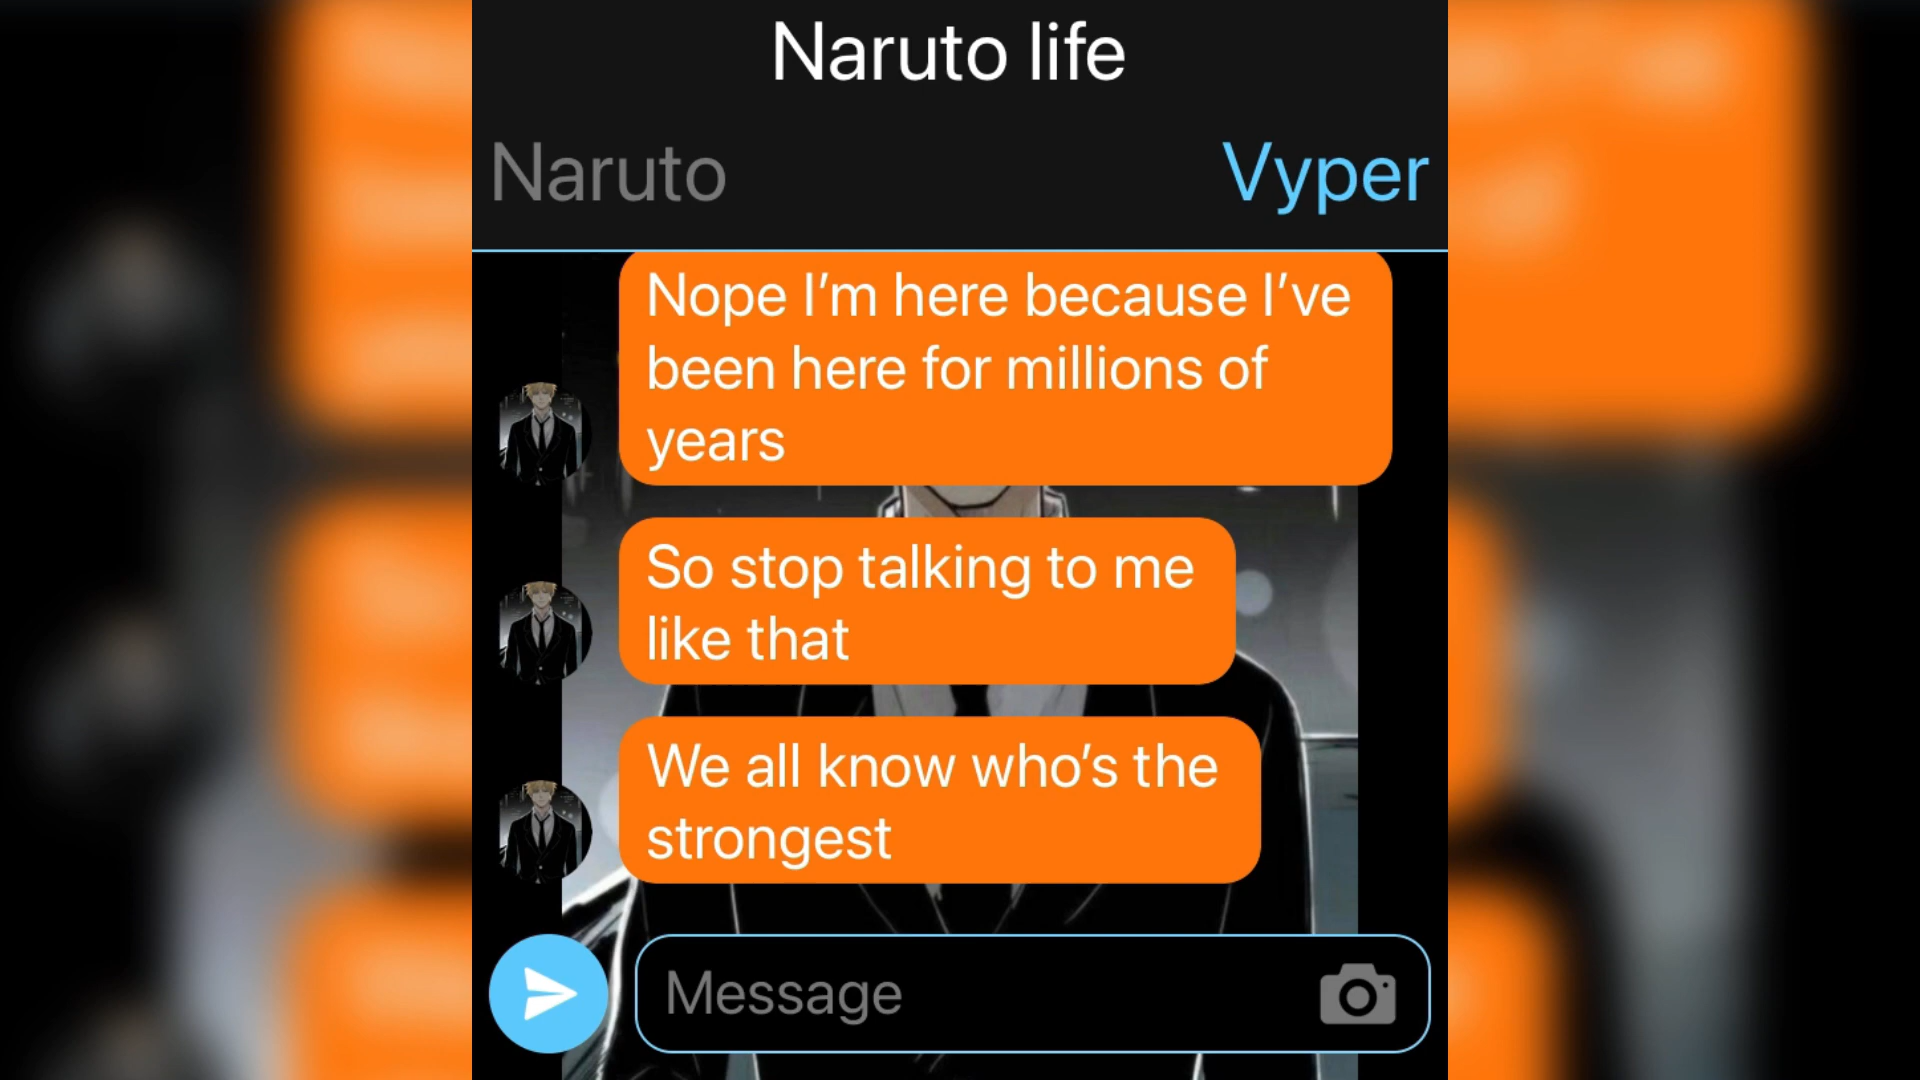 Naruto life
Naruto
Vyper
Nope I’m here because I’ve
been here for millions of
years
So stop talking to me
like that
We all know who’s the
strongest
Message